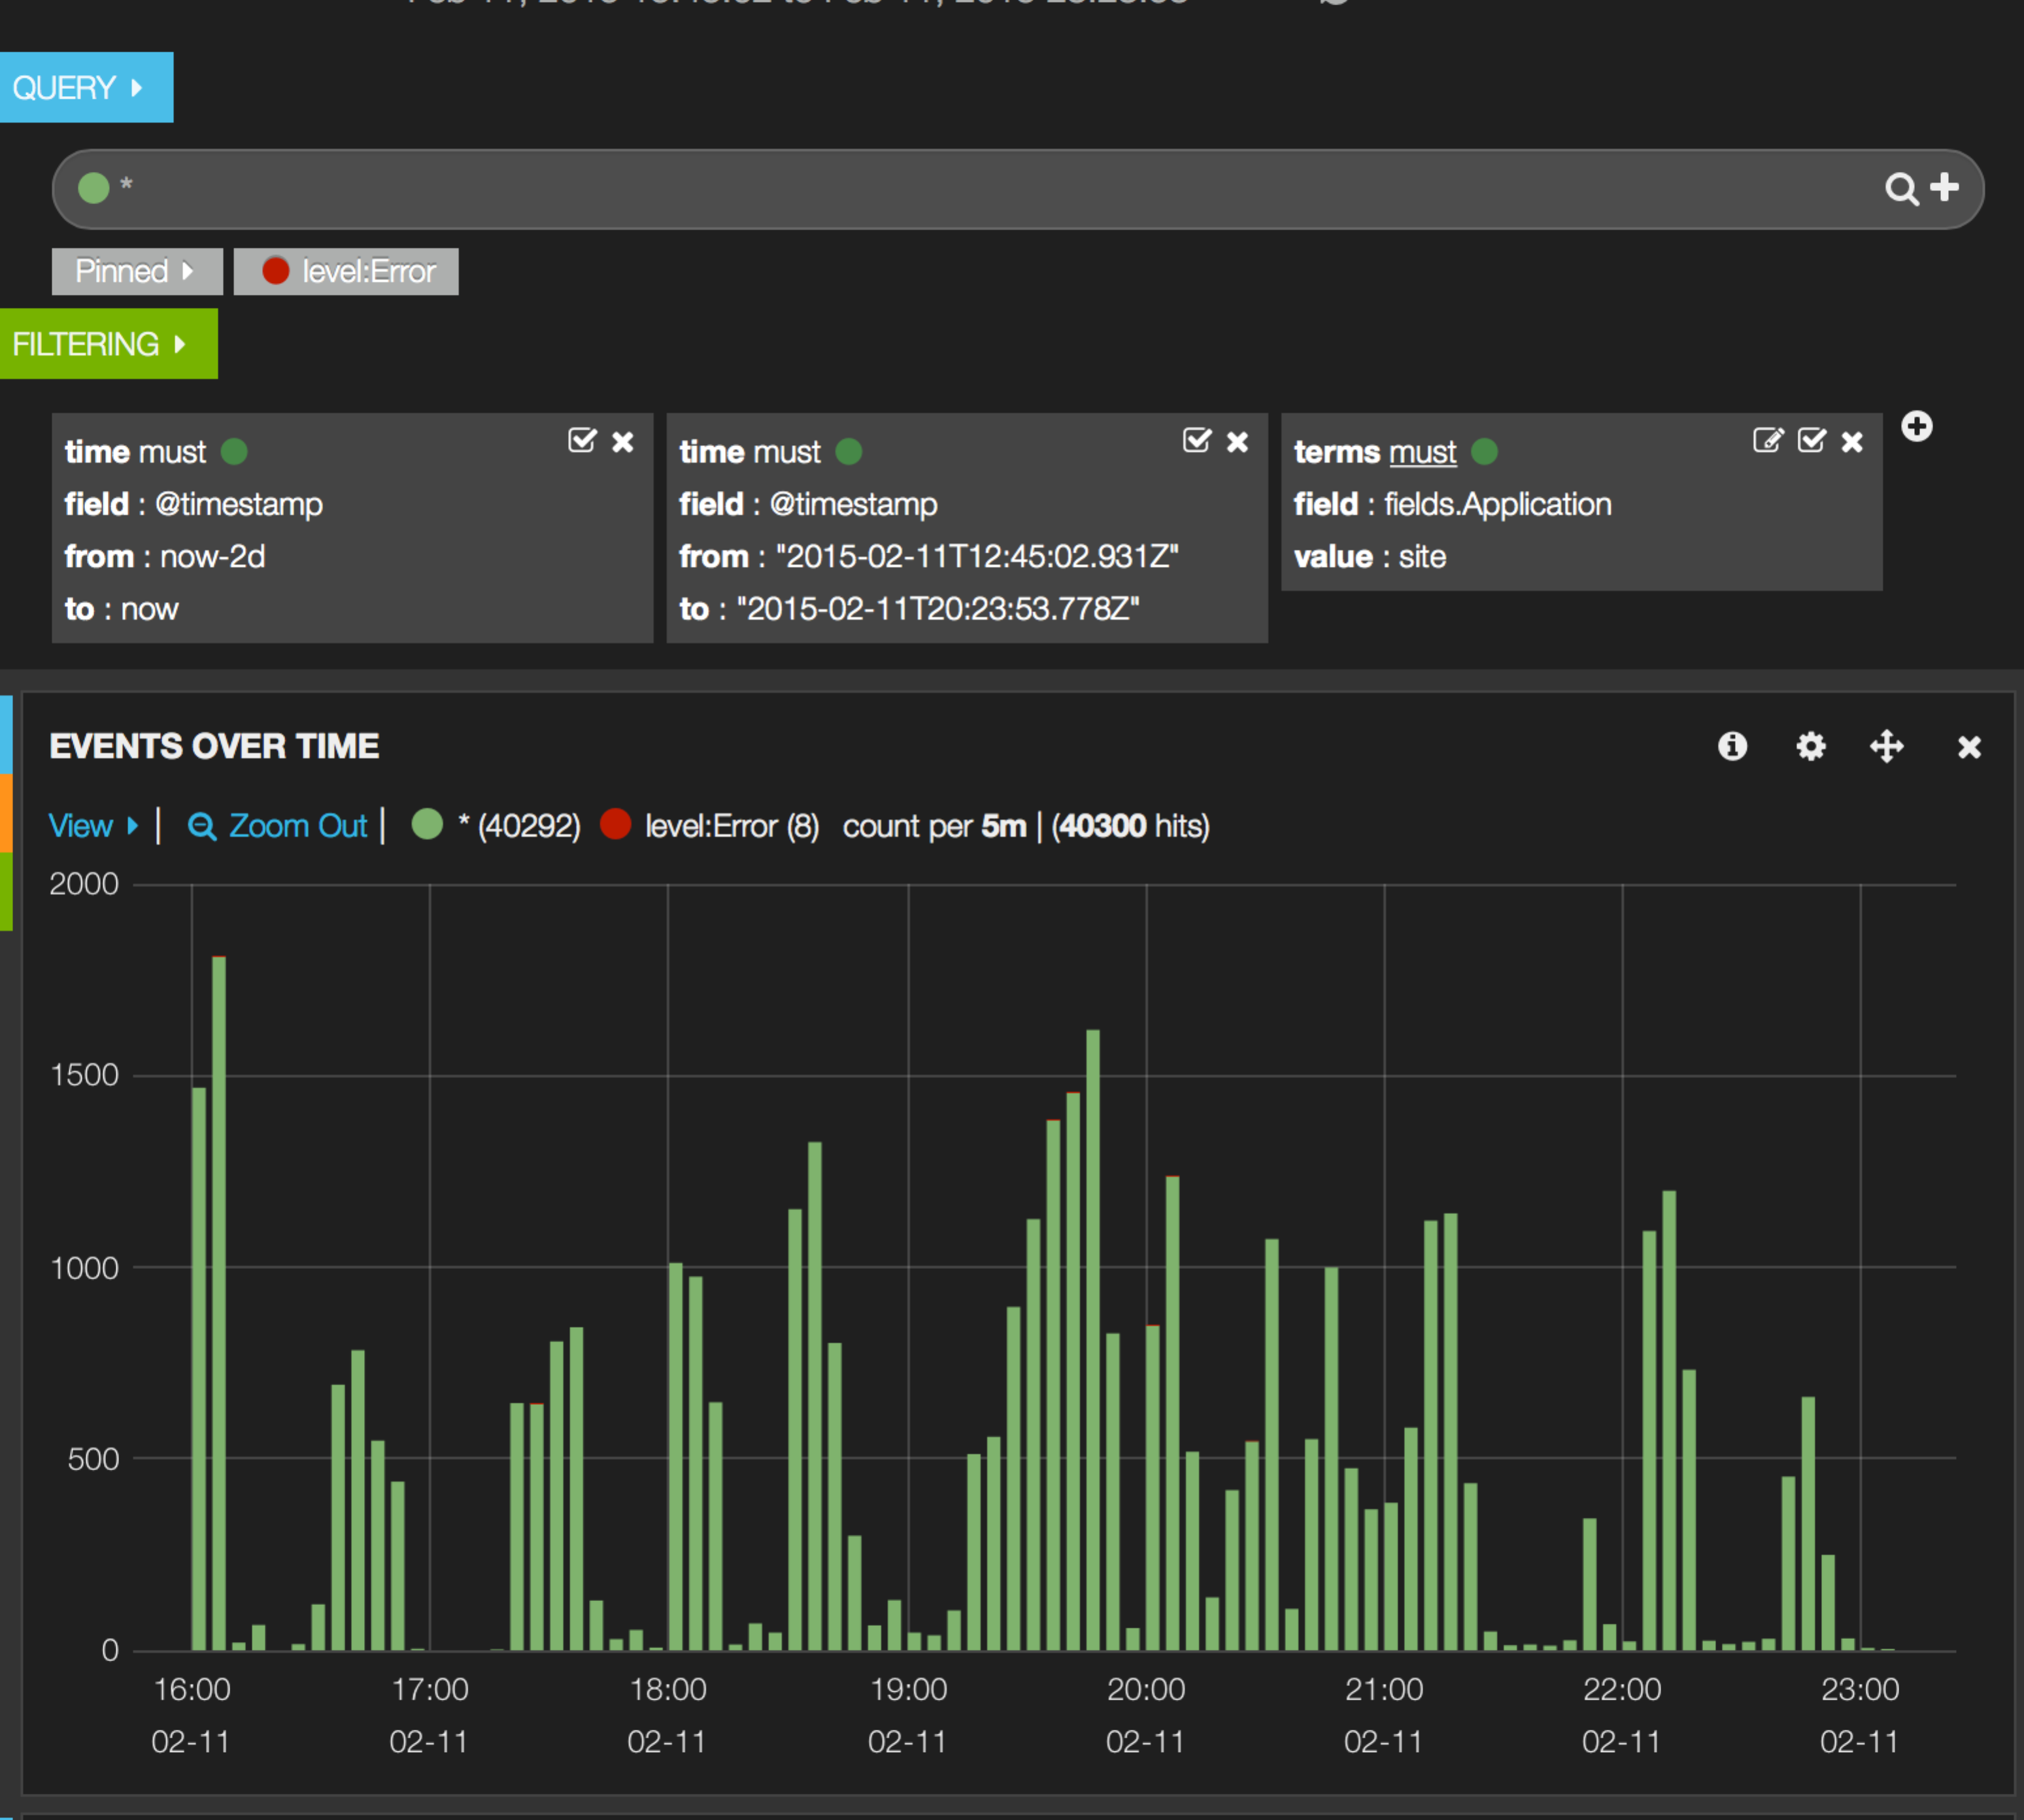 QUERY
*
Pinned level:Error
FILTERING
time must
field : @timestamp
from : now-2d
to : now
time must
field : @timestamp
from : "2015-02-11T12:45:02.931Z"
to : "2015-02-11T20:23:53.778Z"
terms must
field : fields.Application
value : site
EVENTS OVER TIME
View | Zoom Out | * (40292) level:Error (8) count per 5m | (40300 hits)
2000
1500
1000
500
0
16:00 17:00 18:00 19:00 20:00 21:00 22:00 23:00
02-11 02-11 02-11 02-11 02-11 02-11 02-11 02-11